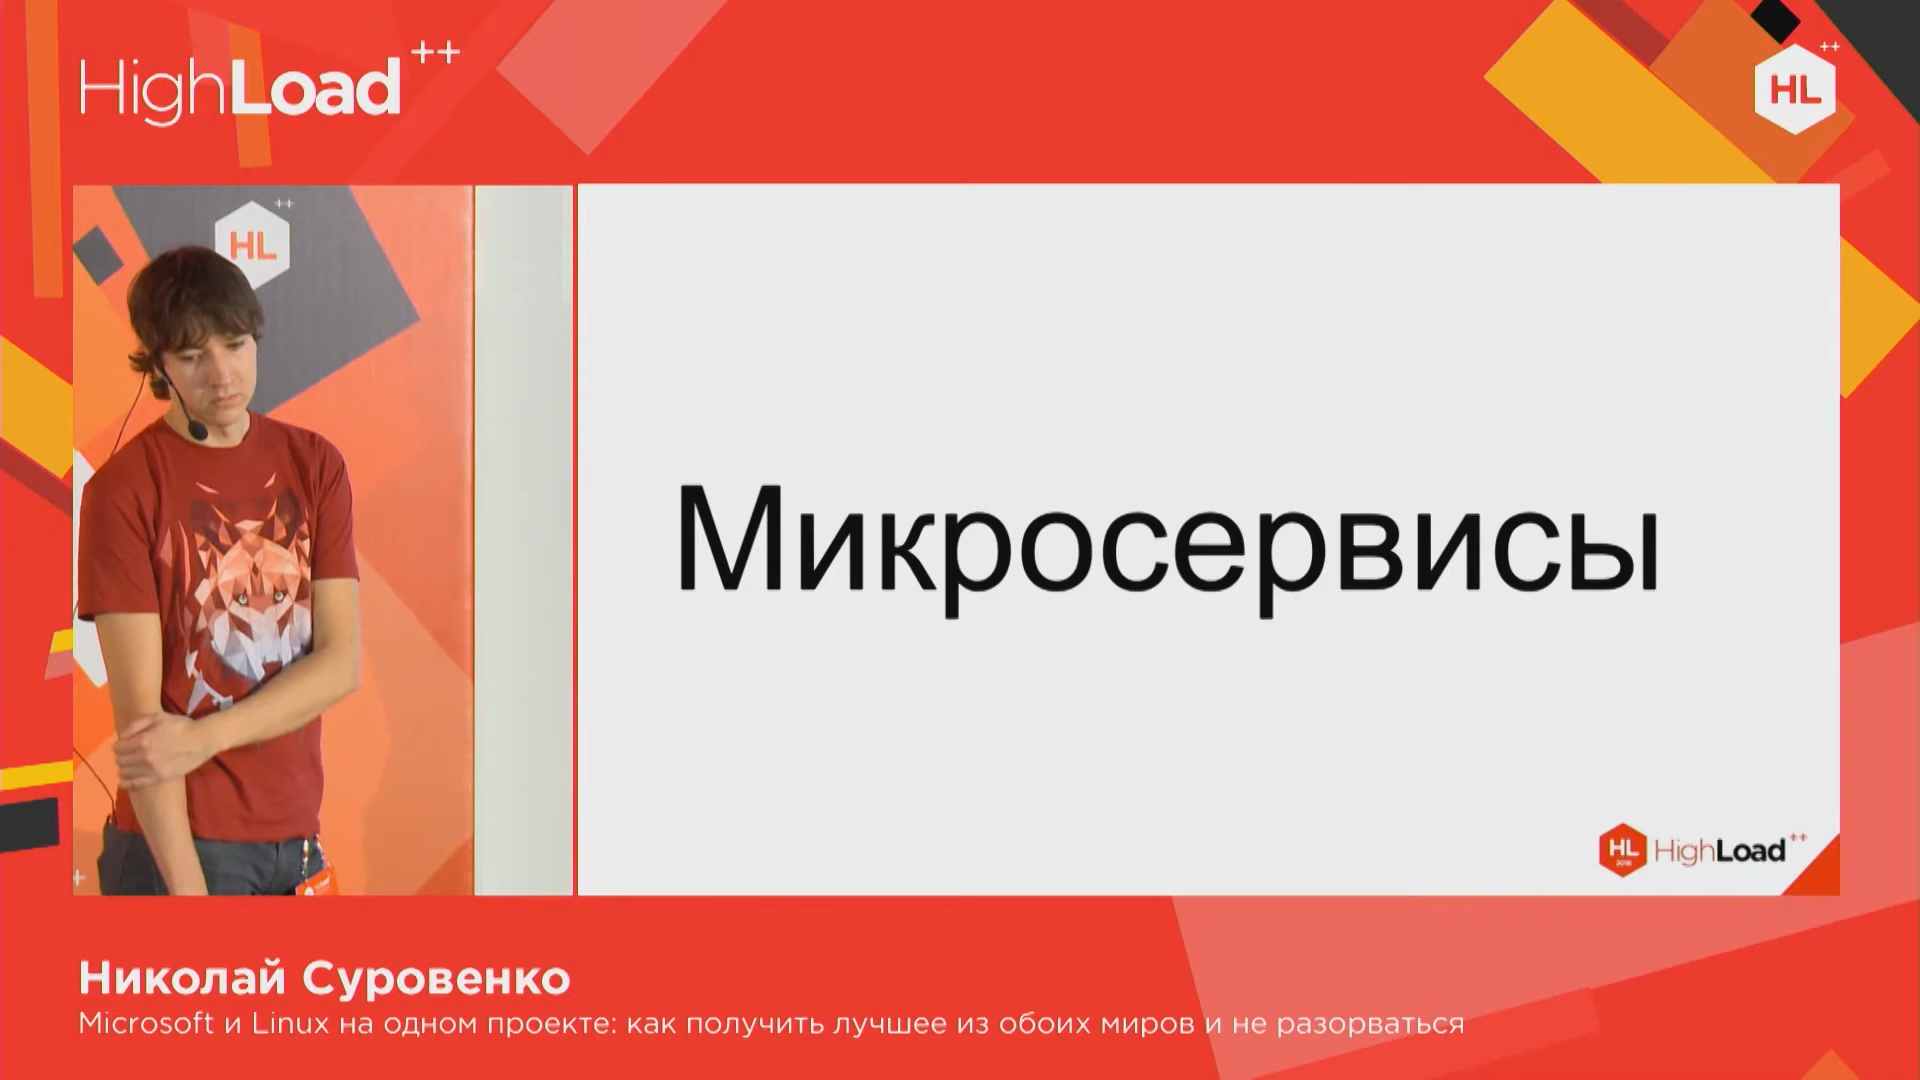 HighLoad++
HL++
HL++
Микросервисы
HL 2016 HighLoad++
Николай Суровенко
Microsoft и Linux на одном проекте: как получить лучшее из обоих миров и не разорваться